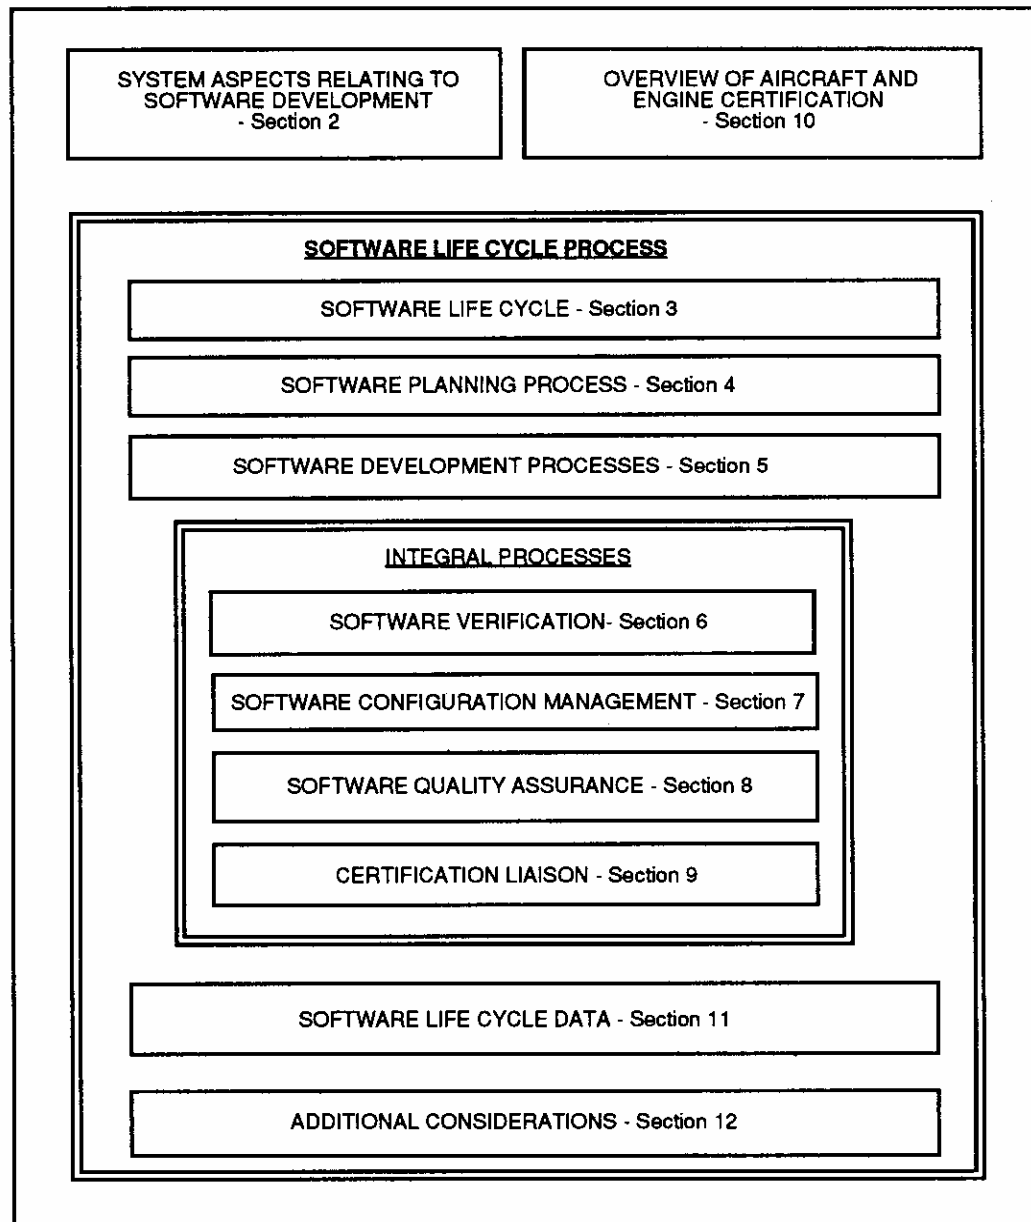 SYSTEM ASPECTS RELATING TO
SOFTWARE DEVELOPMENT
- Section 2
OVERVIEW OF AIRCRAFT AND
ENGINE CERTIFICATION
- Section 10
SOFTWARE LIFE CYCLE PROCESS
SOFTWARE LIFE CYCLE - Section 3
SOFTWARE PLANNING PROCESS - Section 4
SOFTWARE DEVELOPMENT PROCESSES - Section 5
INTEGRAL PROCESSES
SOFTWARE VERIFICATION- Section 6
SOFTWARE CONFIGURATION MANAGEMENT - Section 7
SOFTWARE QUALITY ASSURANCE - Section 8
CERTIFICATION LIAISON - Section 9
SOFTWARE LIFE CYCLE DATA - Section 11
ADDITIONAL CONSIDERATIONS - Section 12